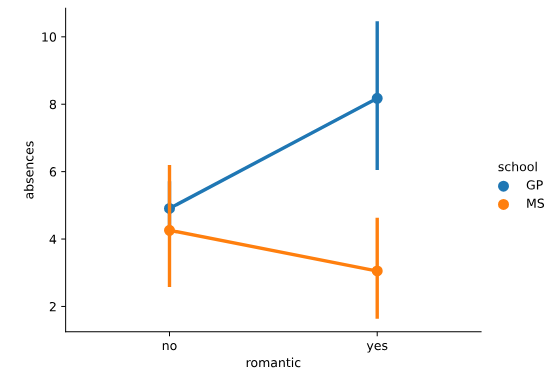 absences
10
8
6
4
2
no
yes
romantic
school
GP
MS